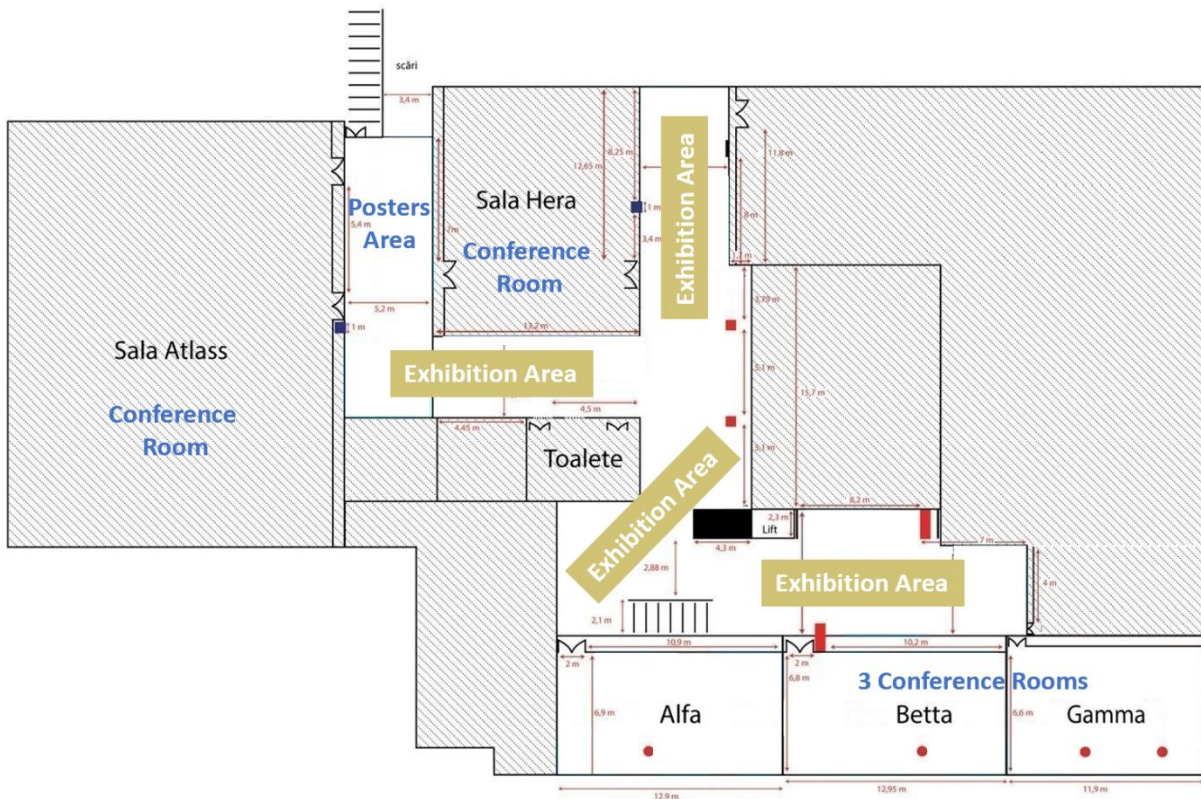 scări
3,4 m
12,65 m
8,25 m
11,8 m
Exhibition Area
Sala Hera
Conference
Room
1 m
8 m
3,4 m
Posters
Area
5,4 m
7m
1,2 m
5,2 m
13,2 m
3,79 m
1 m
Sala Atlass
Conference
Room
Exhibition Area
5,1 m
15,7 m
4,5 m
4,45 m
Toalete
5,1 m
Exhibition Area
8,2 m
2,3 m
Lift
4,3 m
7 m
2,88 m
Exhibition Area
4 m
2,1 m
10,9 m
10,2 m
2 m
2 m
6,8 m
3 Conference Rooms
6,9 m
Alfa
Betta
6,6 m
Gamma
12,9 m
12,95 m
11,9 m